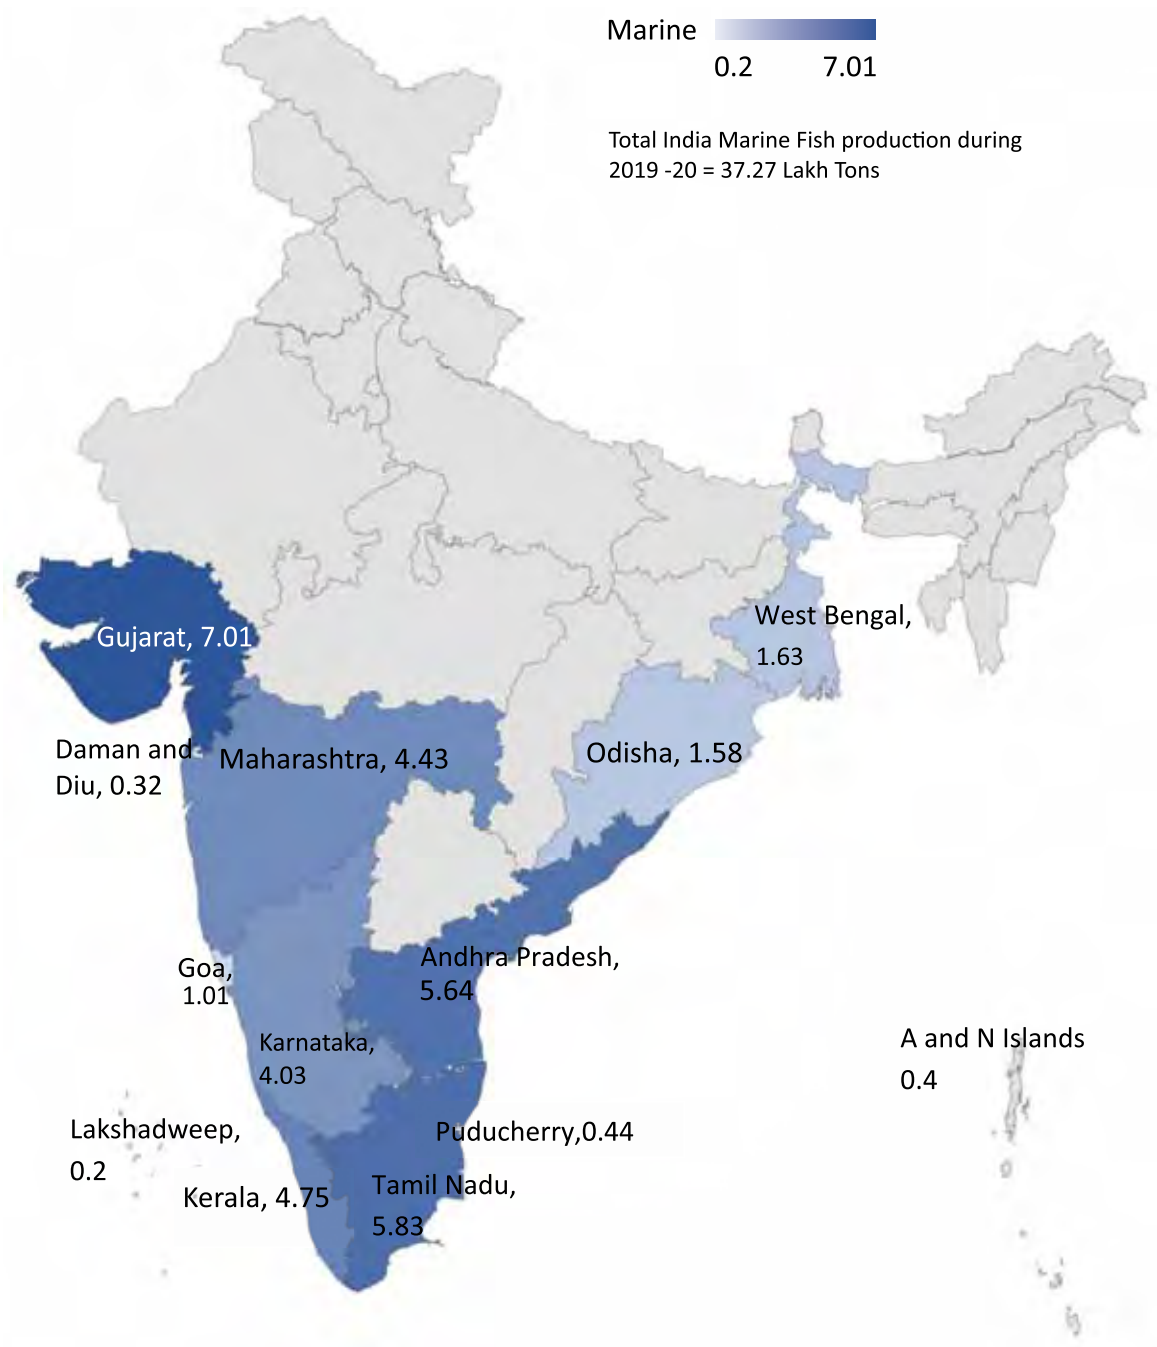 Marine
0.2 7.01
Total India Marine Fish production during
2019 -20 = 37.27 Lakh Tons
West Bengal,
1.63
Gujarat, 7.01
Daman and
Diu, 0.32
Maharashtra, 4.43
Odisha, 1.58
Goa,
1.01
Andhra Pradesh,
5.64
Karnataka,
4.03
A and N Islands
0.4
Lakshadweep,
0.2
Puducherry,0.44
Kerala, 4.75
Tamil Nadu,
5.83